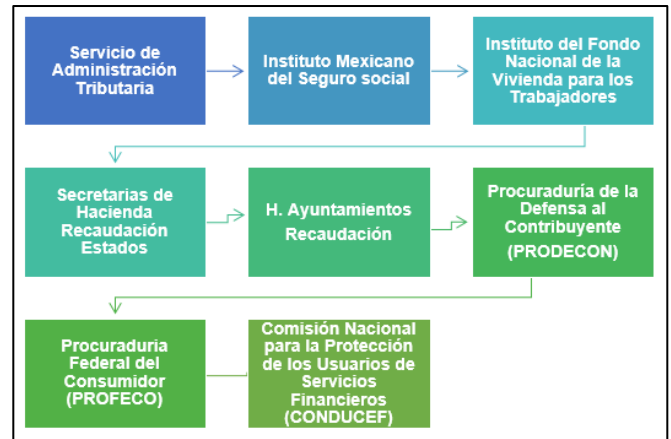 Servicio de
Administración
Tributaria
Instituto Mexicano
del Seguro social
Instituto del Fondo
Nacional de la
Vivienda para los
Trabajadores
Secretarias de
Hacienda
Recaudación
Estados
H. Ayuntamientos
Recaudación
Procuraduría de la
Defensa al
Contribuyente
(PRODECON)
Procuraduria
Federal del
Consumidor
(PROFECO)
Comisión Nacional
para la Protección
de los Usuarios de
Servicios
Financieros
(CONDUCEF)